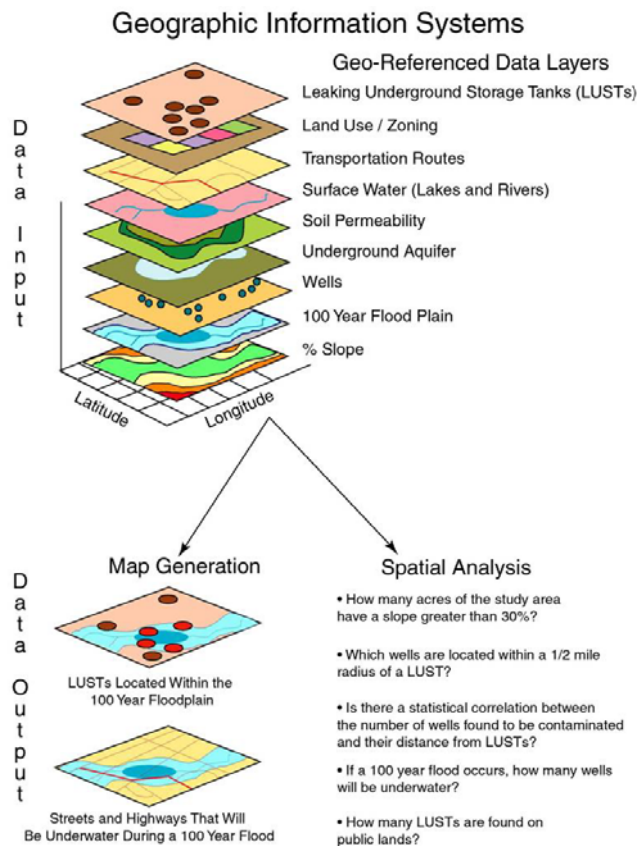 Geographic Information Systems
Geo-Referenced Data Layers
Leaking Underground Storage Tanks (LUSTs)
Land Use / Zoning
Transportation Routes
Surface Water (Lakes and Rivers)
Soil Permeability
Underground Aquifer
Wells
100 Year Flood Plain
% Slope
Data Input
Latitude
Longitude
Data Output
Map Generation
LUSTs Located Within the
100 Year Floodplain
Streets and Highways That Will
Be Underwater During a 100 Year Flood
Spatial Analysis
• How many acres of the study area
have a slope greater than 30%?
• Which wells are located within a 1/2 mile
radius of a LUST?
• Is there a statistical correlation between
the number of wells found to be contaminated
and their distance from LUSTs?
• If a 100 year flood occurs, how many wells
will be underwater?
• How many LUSTs are found on
public lands?